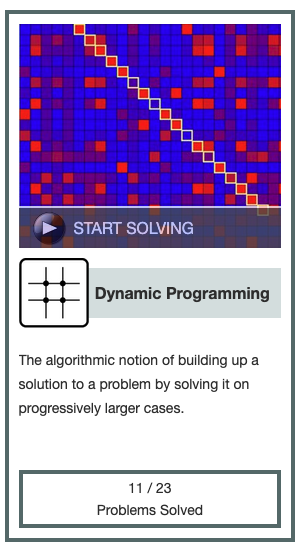 START SOLVING
Dynamic Programming
The algorithmic notion of building up a
solution to a problem by solving it on
progressively larger cases.
11 / 23
Problems Solved